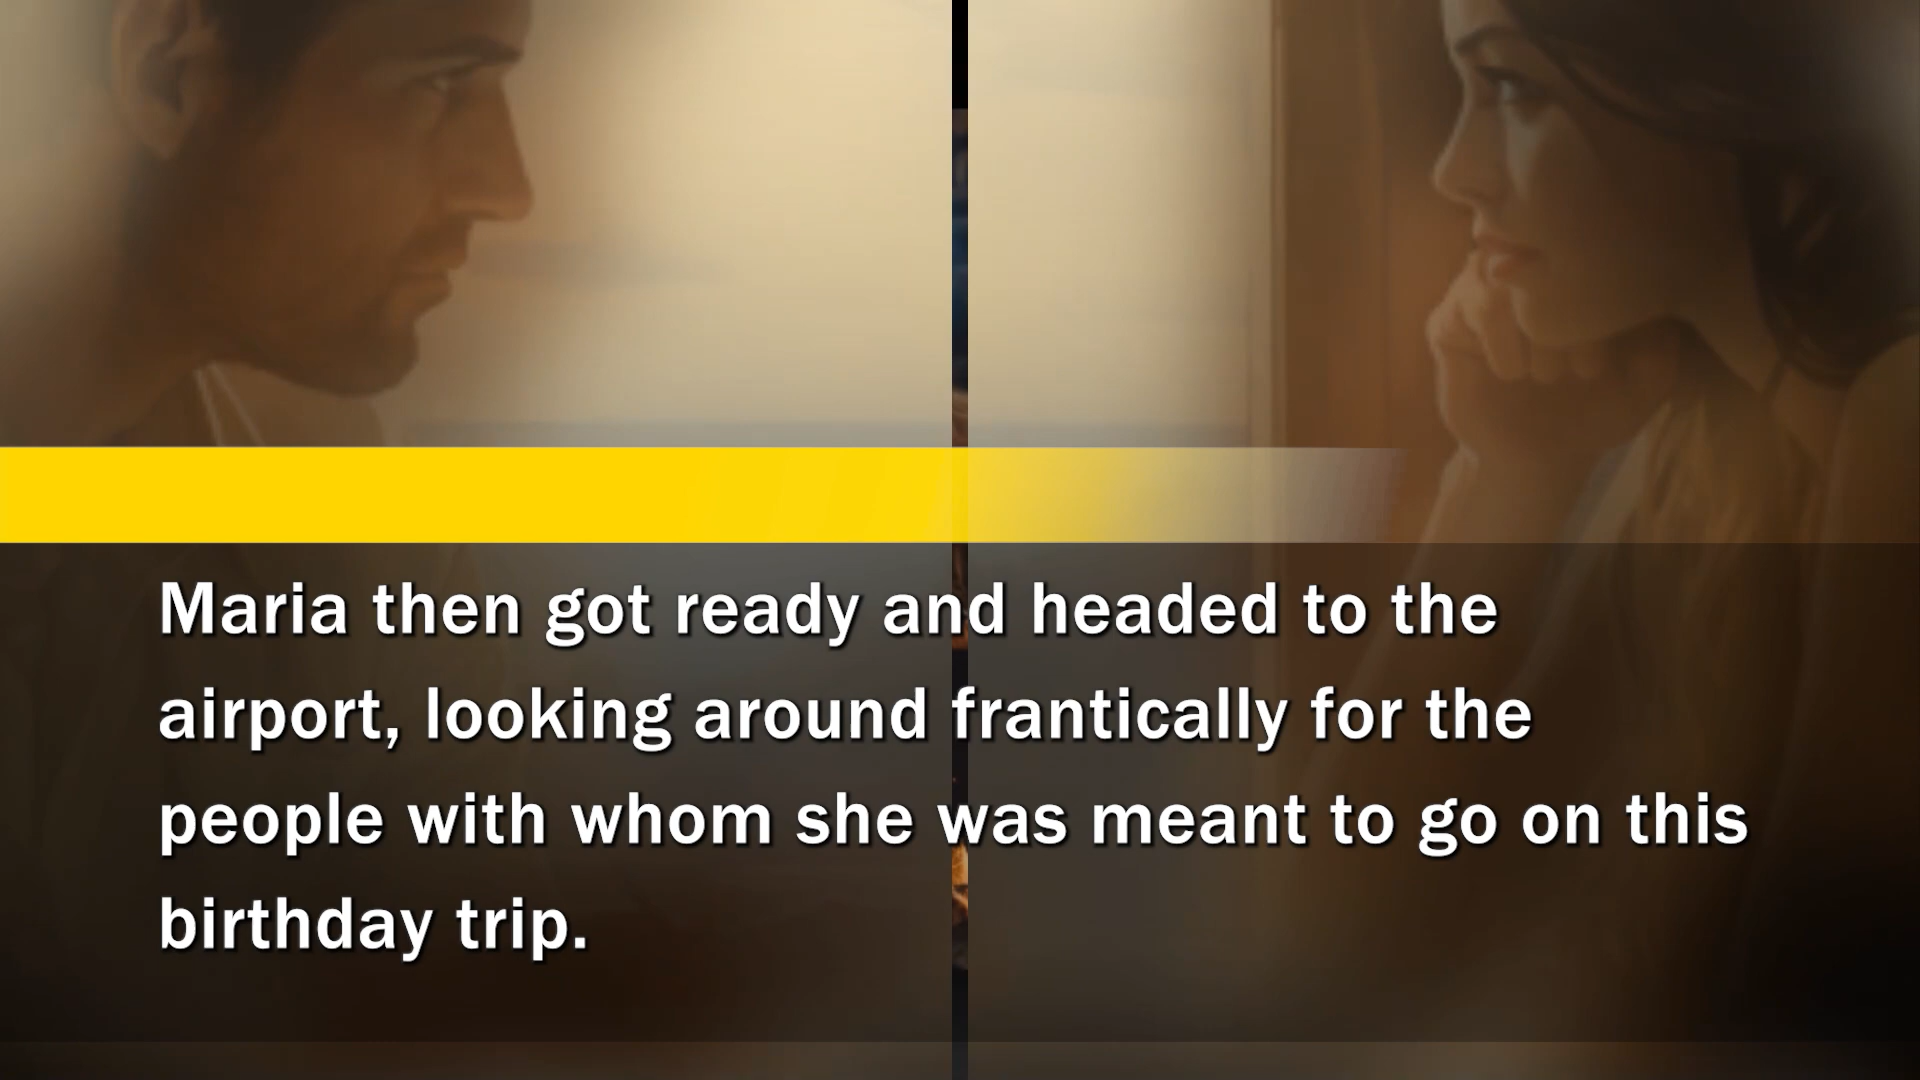 Maria then got ready and headed to the
airport, looking around frantically for the
people with whom she was meant to go on this
birthday trip.